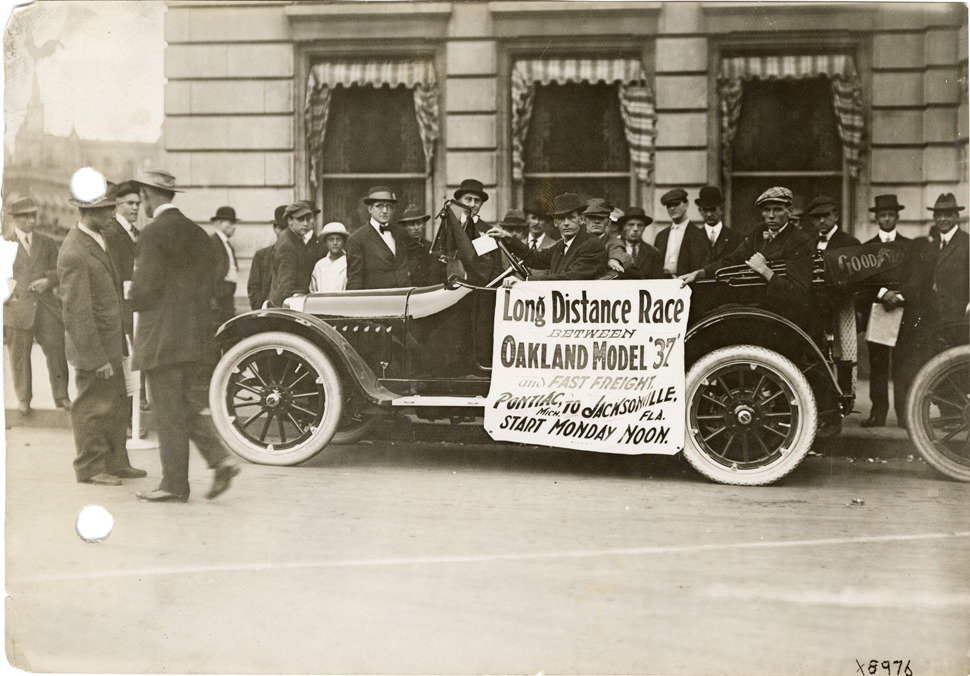 Long Distance Race
BETWEEN
OAKLAND MODEL '37'
and FAST FREIGHT.
PONTIAC, MICH. TO JACKSONVILLE, FLA.
START MONDAY NOON.
GOOD
X8976